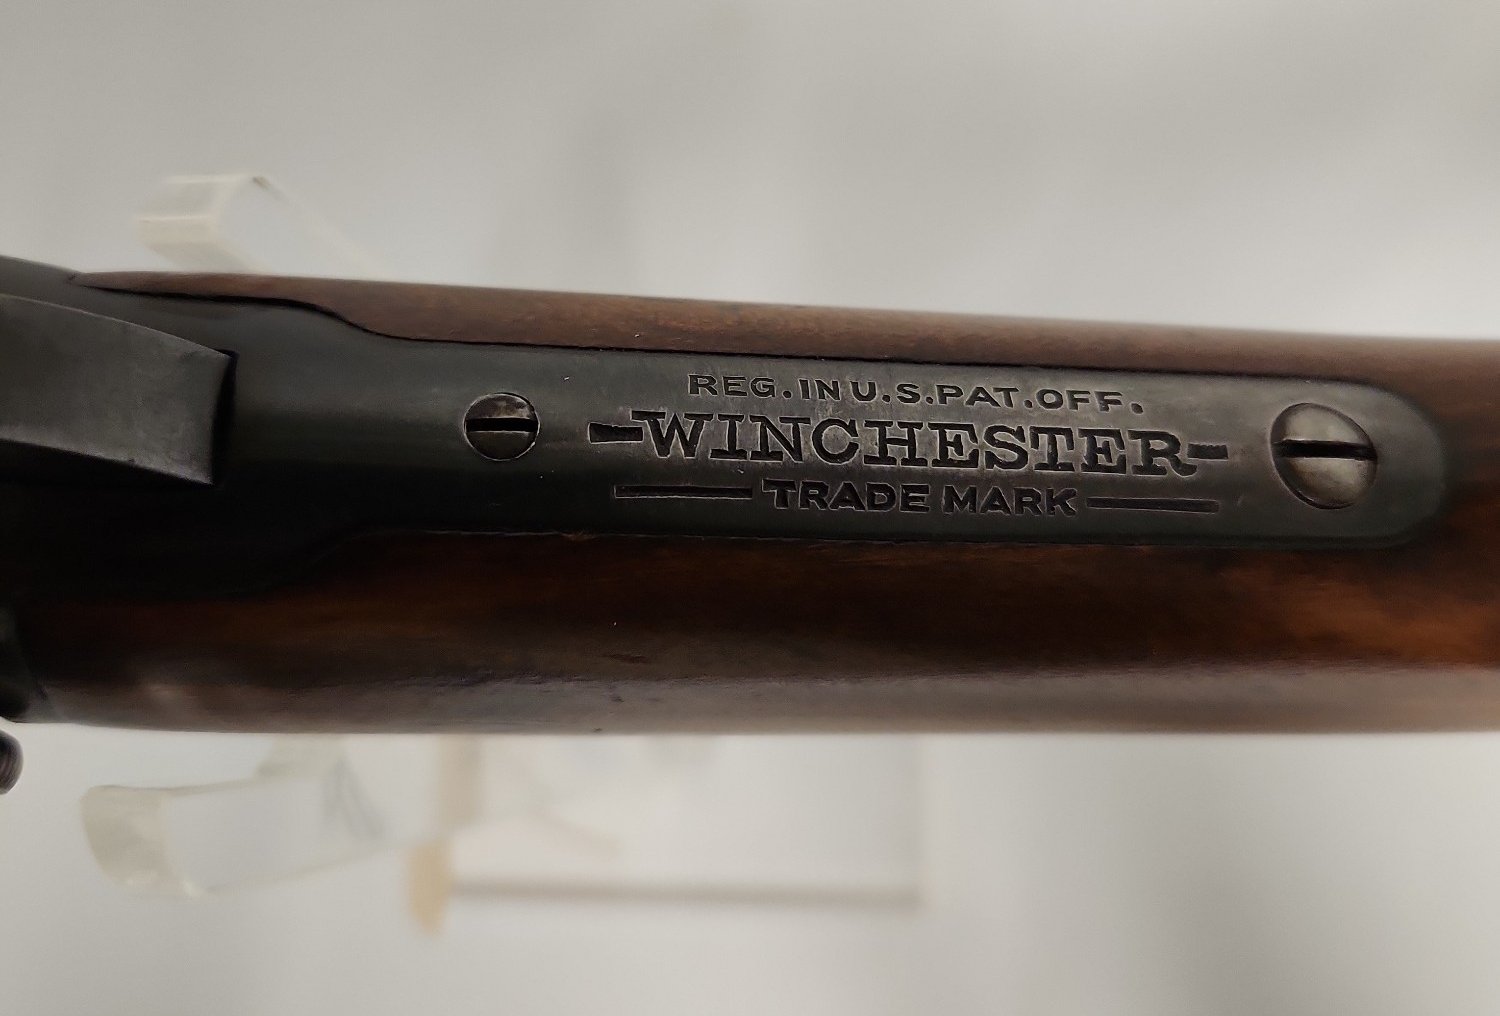 REG. IN U.S. PAT. OFF.
-WINCHESTER-
TRADE MARK